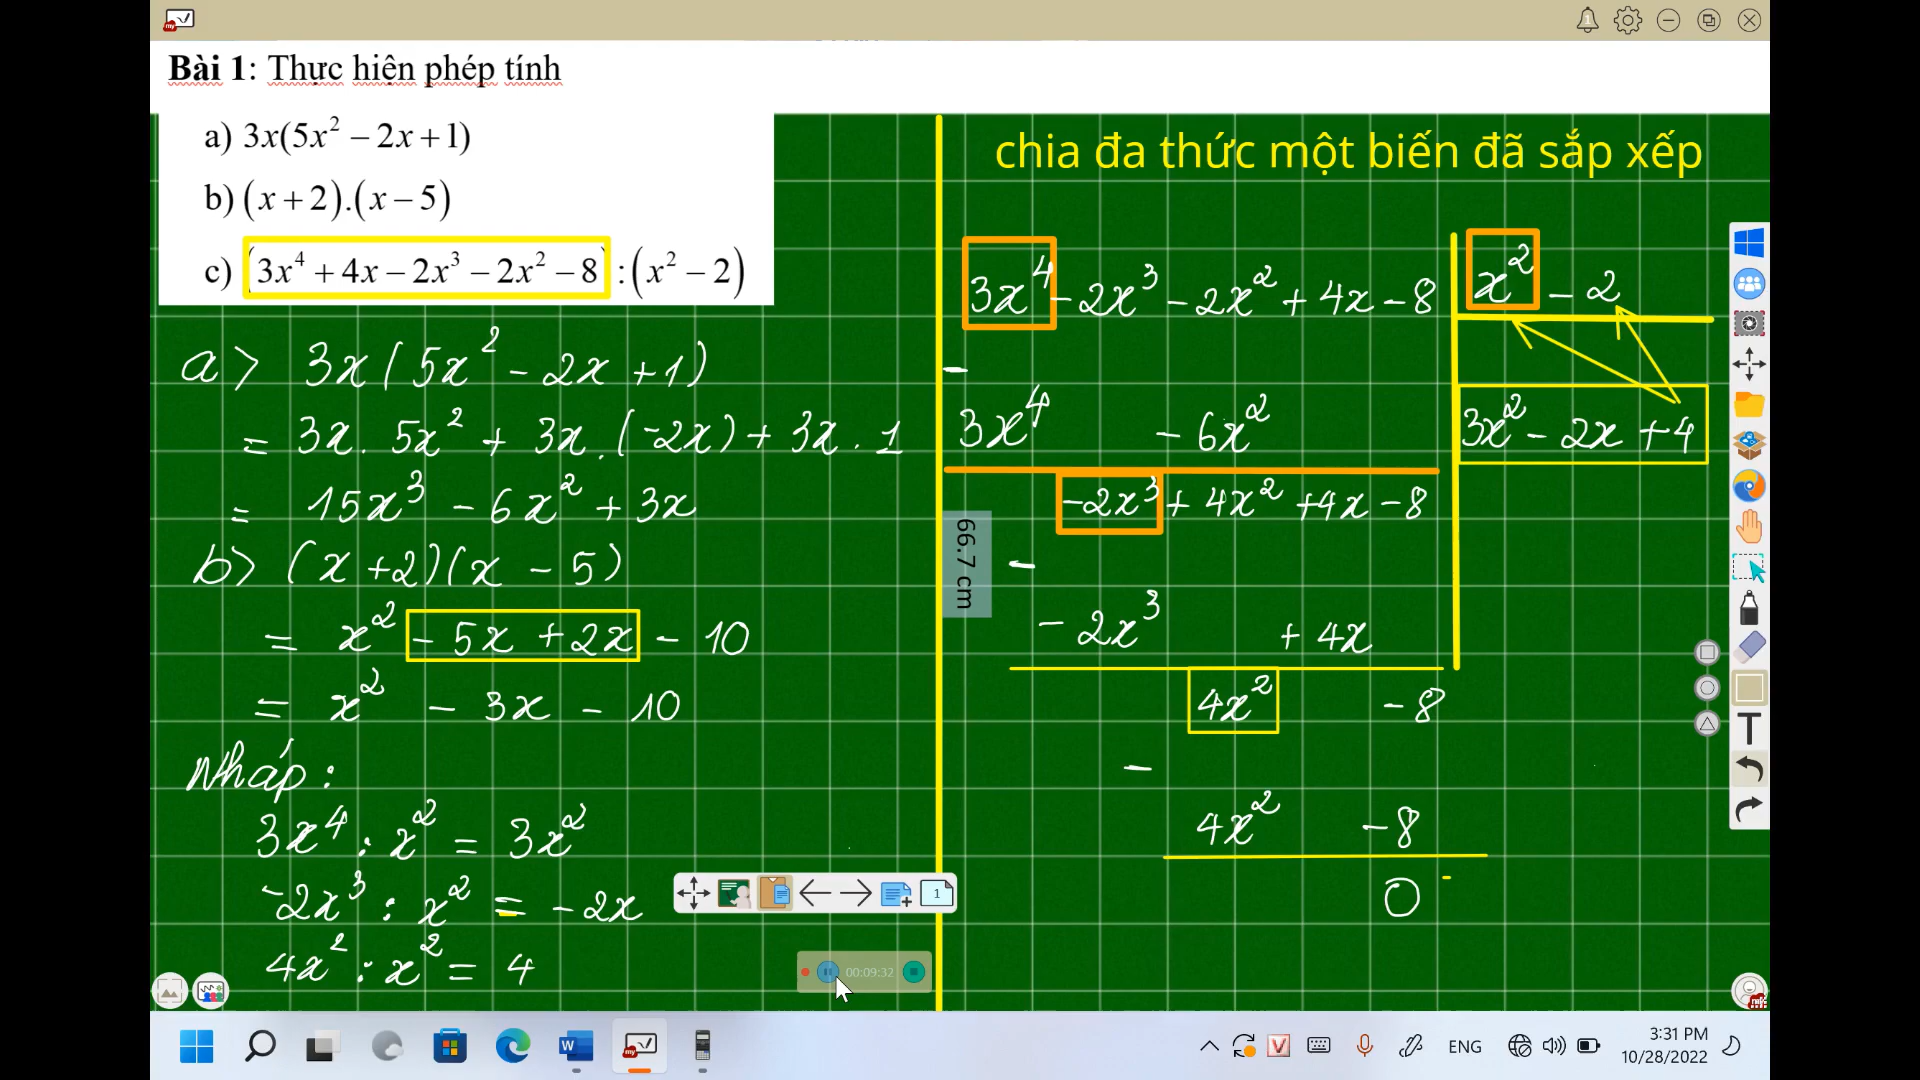 Bài 1: Thực hiện phép tính
a) 3x(5x² − 2x + 1)
b) (x + 2).(x − 5)
c) (3x⁴ + 4x − 2x³ − 2x² − 8) : (x² − 2)
a> 3x(5x² - 2x + 1)
= 3x. 5x² + 3x.(-2x) + 3x . 1
= 15x³ - 6x² + 3x
b> (x + 2)(x - 5)
= x² - 5x + 2x - 10
= x² - 3x - 10
Nháp:
3x⁴ : x² = 3x²
-2x³ : x² = -2x
4x² : x² = 4
chia đa thức một biến đã sắp xếp
3x⁴ - 2x³ - 2x² + 4x - 8
x² - 2
-
3x⁴ - 6x²
3x² - 2x + 4
-2x³ + 4x² + 4x - 8
-
- 2x³ + 4x
4x² - 8
-
4x² - 8
0
66.7 cm
1
00:09:32
ENG
3:31 PM
10/28/2022